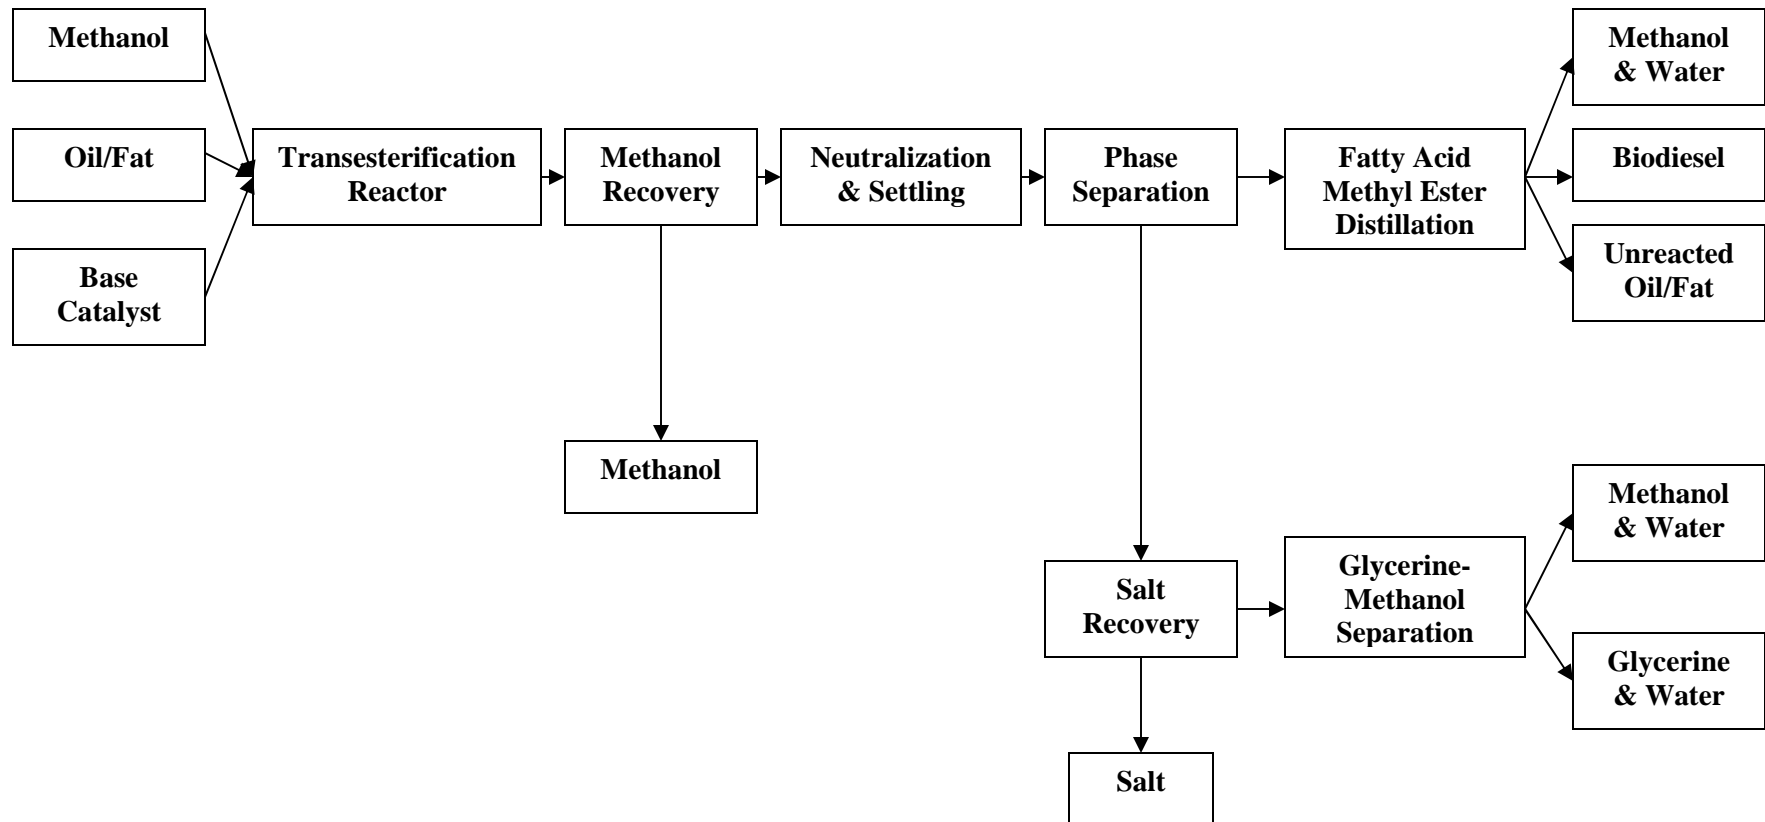 Methanol
Oil/Fat
Base
Catalyst
Transesterification
Reactor
Methanol
Recovery
Methanol
Neutralization
& Settling
Phase
Separation
Fatty Acid
Methyl Ester
Distillation
Methanol
& Water
Biodiesel
Unreacted
Oil/Fat
Salt
Recovery
Salt
Glycerine-
Methanol
Separation
Methanol
& Water
Glycerine
& Water